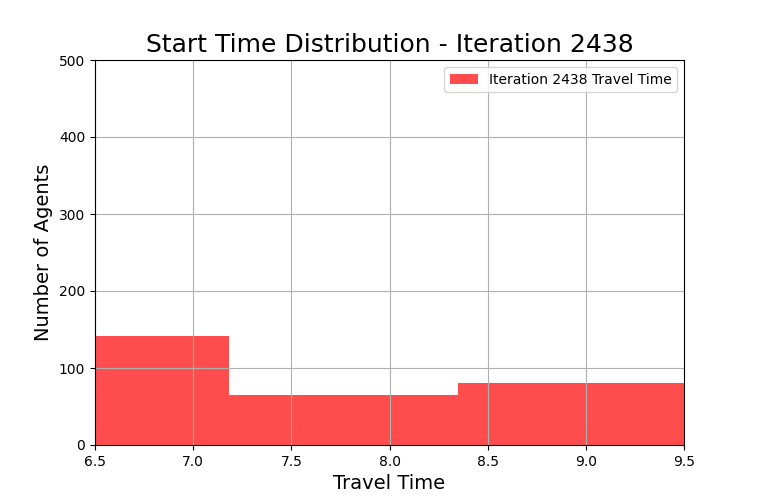 Start Time Distribution - Iteration 2438
500
400
300
200
100
0
Number of Agents
Iteration 2438 Travel Time
6.5 7.0 7.5 8.0 8.5 9.0 9.5
Travel Time